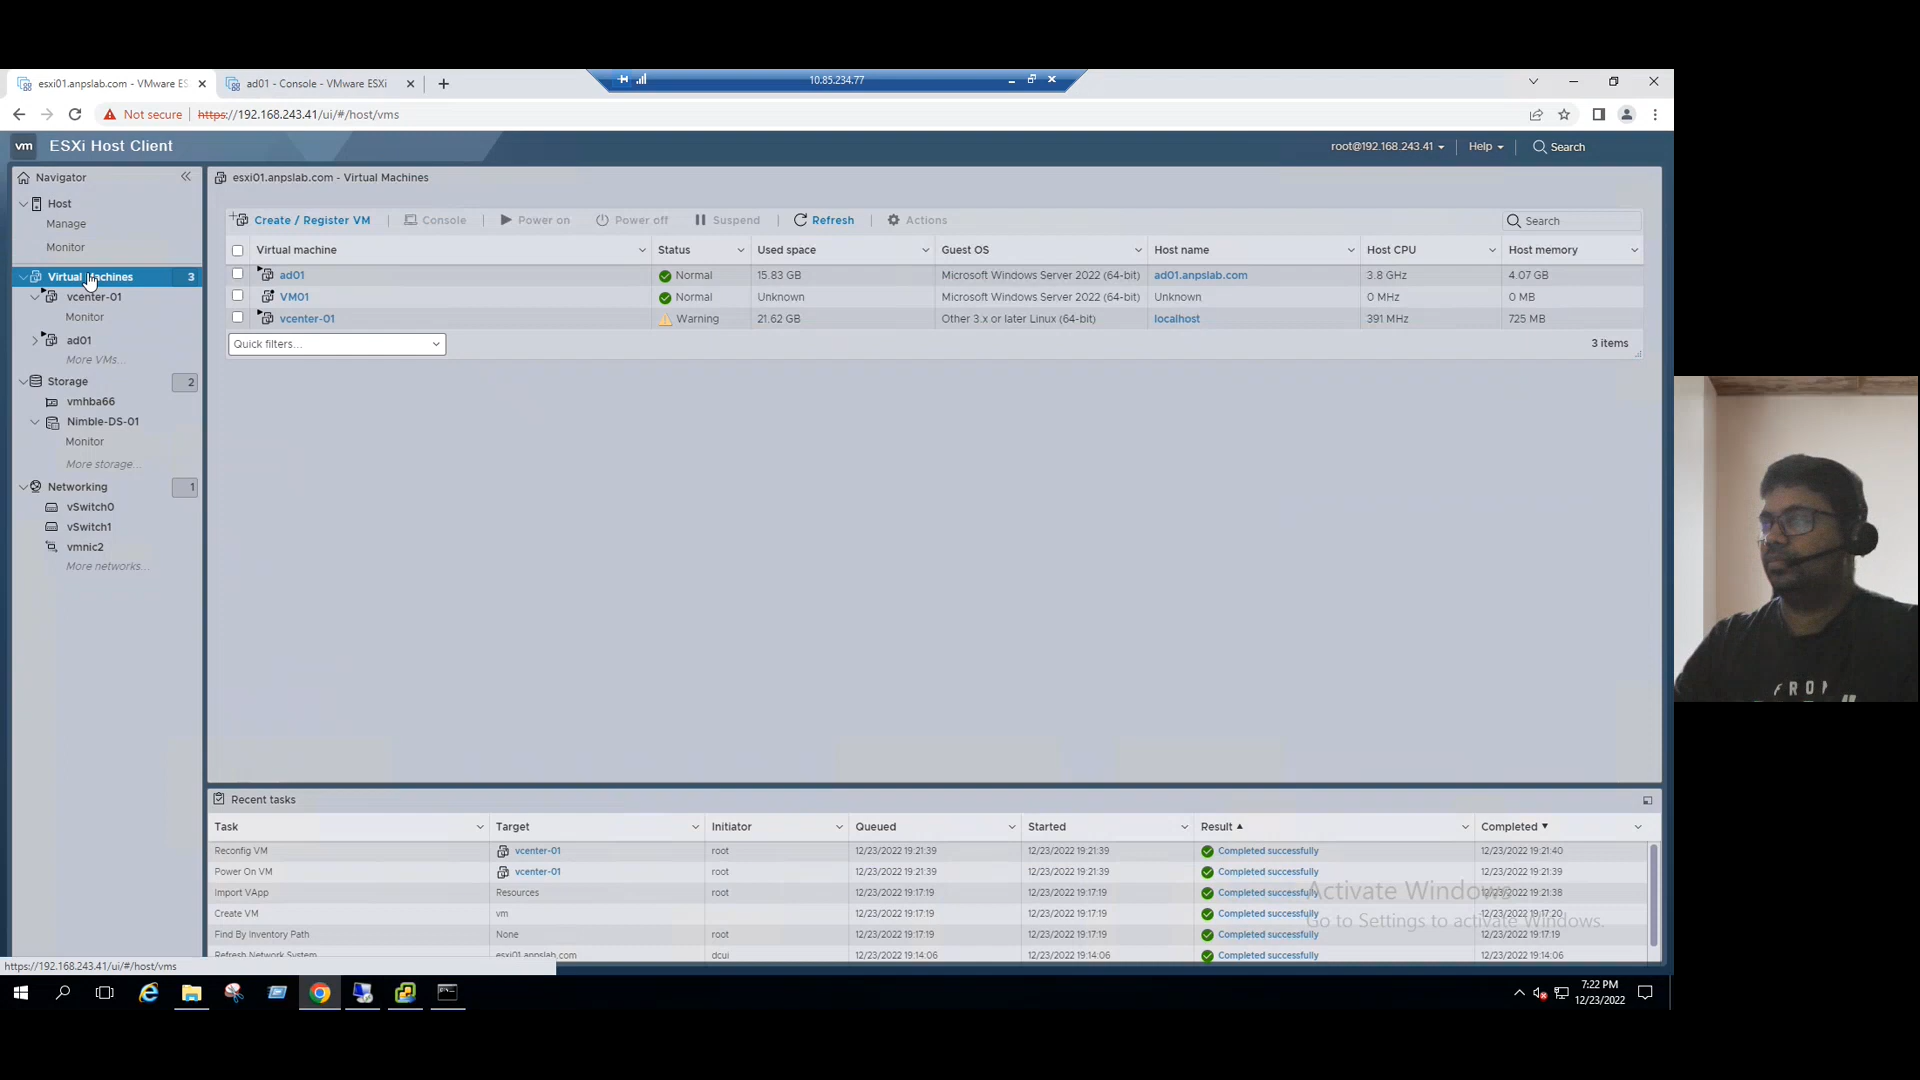 esxi01.anpslab.com - VMware ES
ad01 - Console - VMware ESXi
10.85.234.77
Not secure
https://192.168.243.41/ui/#/host/vms
vm
ESXi Host Client
root@192.168.243.41
Help
Search
Navigator
Host
Manage
Monitor
Virtual Machines 3
vcenter-01
Monitor
ad01
More VMs...
Storage 2
vmhba66
Nimble-DS-01
Monitor
More storage...
Networking 1
vSwitch0
vSwitch1
vmnic2
More networks...
esxi01.anpslab.com - Virtual Machines
Create / Register VM Console Power on Power off Suspend Refresh Actions Search
Virtual machine Status Used space Guest OS Host name Host CPU Host memory
ad01 Normal 15.83 GB Microsoft Windows Server 2022 (64-bit) ad01.anpslab.com 3.8 GHz 4.07 GB
VM01 Normal Unknown Microsoft Windows Server 2022 (64-bit) Unknown 0 MHz 0 MB
vcenter-01 Warning 21.62 GB Other 3.x or later Linux (64-bit) localhost 391 MHz 725 MB
Quick filters... 3 items
Recent tasks
Task Target Initiator Queued Started Result Completed
Reconfig VM vcenter-01 root 12/23/2022 19:21:39 12/23/2022 19:21:39 Completed successfully 12/23/2022 19:21:40
Power On VM vcenter-01 root 12/23/2022 19:21:39 12/23/2022 19:21:39 Completed successfully 12/23/2022 19:21:39
Import VApp Resources root 12/23/2022 19:17:19 12/23/2022 19:17:19 Completed successfully 12/23/2022 19:21:38
Create VM vm 12/23/2022 19:17:19 12/23/2022 19:17:19 Completed successfully 12/23/2022 19:17:20
Find By Inventory Path None root 12/23/2022 19:17:19 12/23/2022 19:17:19 Completed successfully 12/23/2022 19:17:19
Refresh Network System esxi01.anpslab.com dcui 12/23/2022 19:14:06 12/23/2022 19:14:06 Completed successfully 12/23/2022 19:14:06
Activate Windows
Go to Settings to activate Windows.
https://192.168.243.41/ui/#/host/vms
7:22 PM
12/23/2022